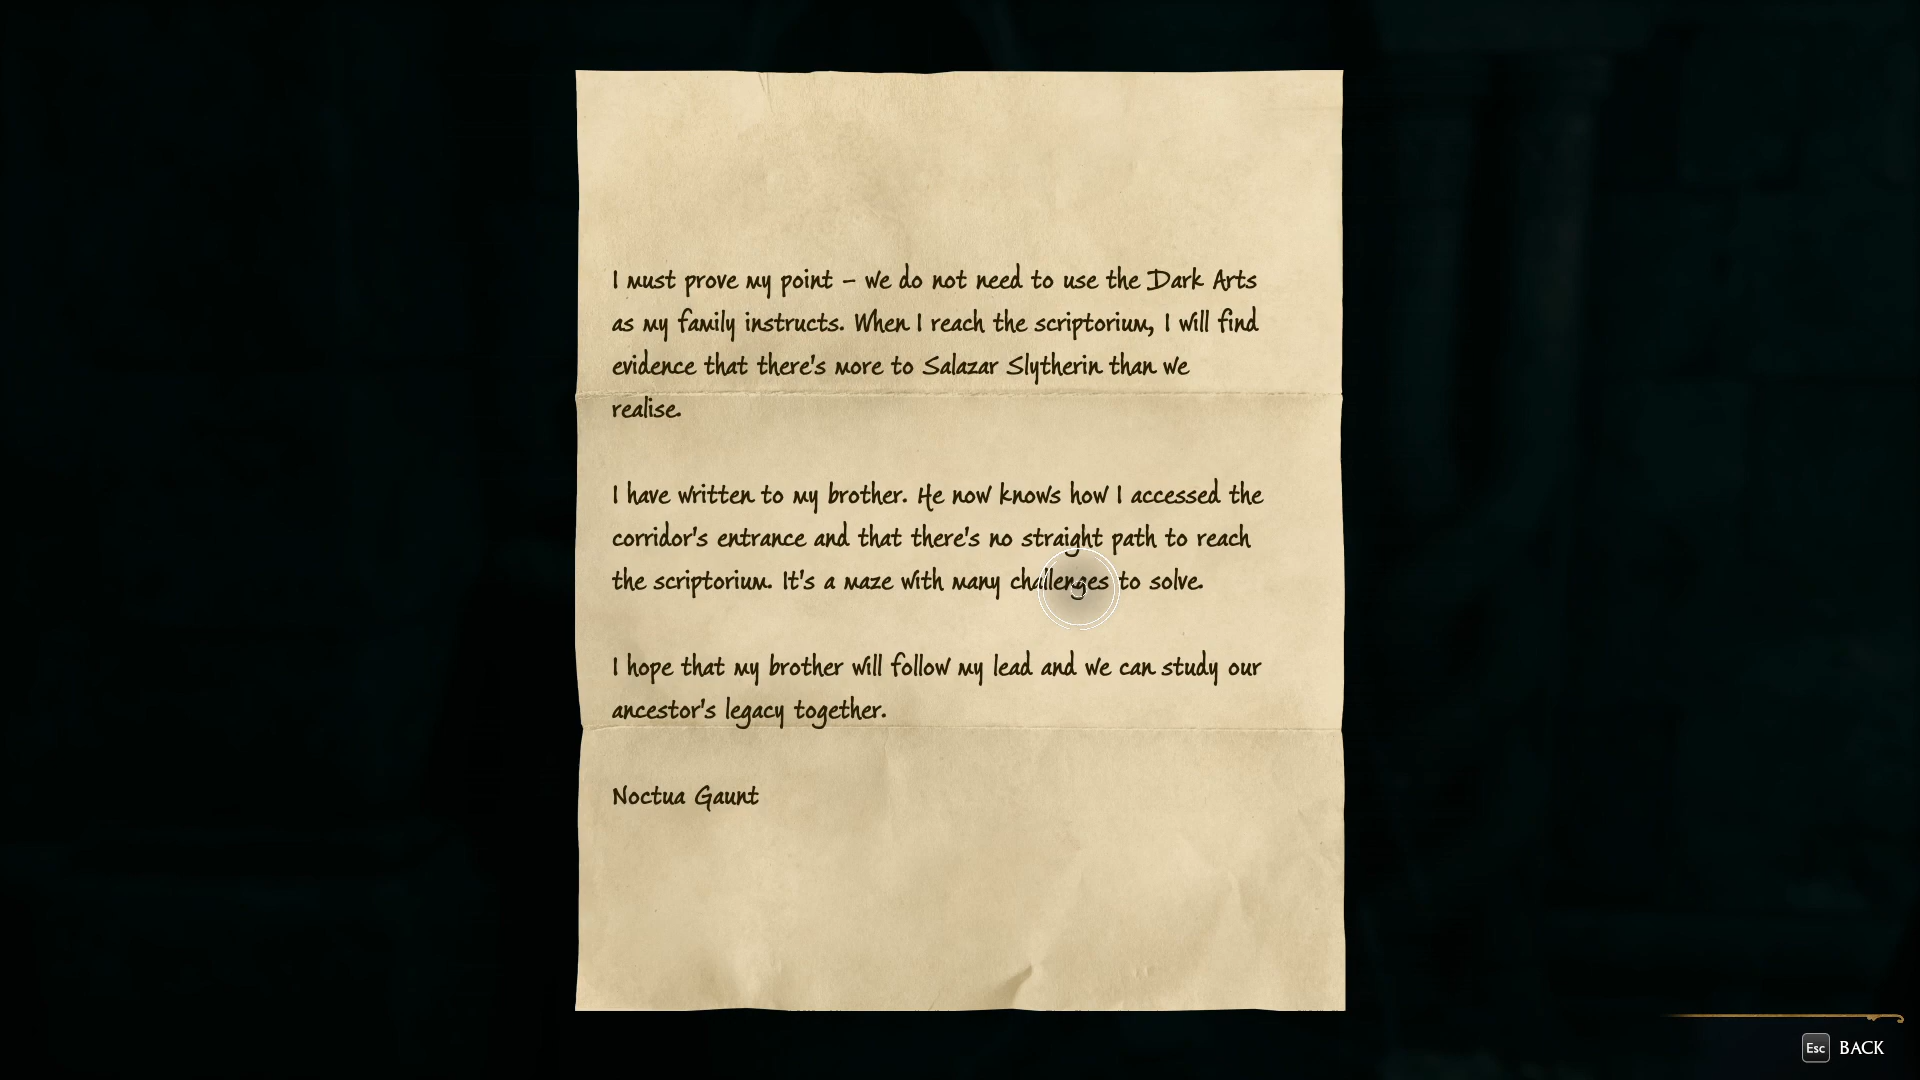 I must prove my point – we do not need to use the Dark Arts
as my family instructs. When I reach the scriptorium, I will find
evidence that there's more to Salazar Slytherin than we
realise.
I have written to my brother. He now knows how I accessed the
corridor's entrance and that there's no straight path to reach
the scriptorium. It's a maze with many challenges to solve.
I hope that my brother will follow my lead and we can study our
ancestor's legacy together.
Noctua Gaunt
Esc BACK